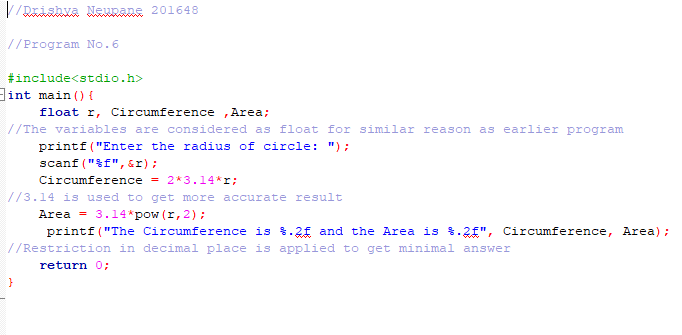 //Drishya Neupane 201648
//Program No.6
#include<stdio.h>
int main(){
float r, Circumference ,Area;
//The variables are considered as float for similar reason as earlier program
printf("Enter the radius of circle: ");
scanf("%f",&r);
Circumference = 2*3.14*r;
//3.14 is used to get more accurate result
Area = 3.14*pow(r,2);
printf("The Circumference is %.2f and the Area is %.2f", Circumference, Area);
//Restriction in decimal place is applied to get minimal answer
return 0;
}